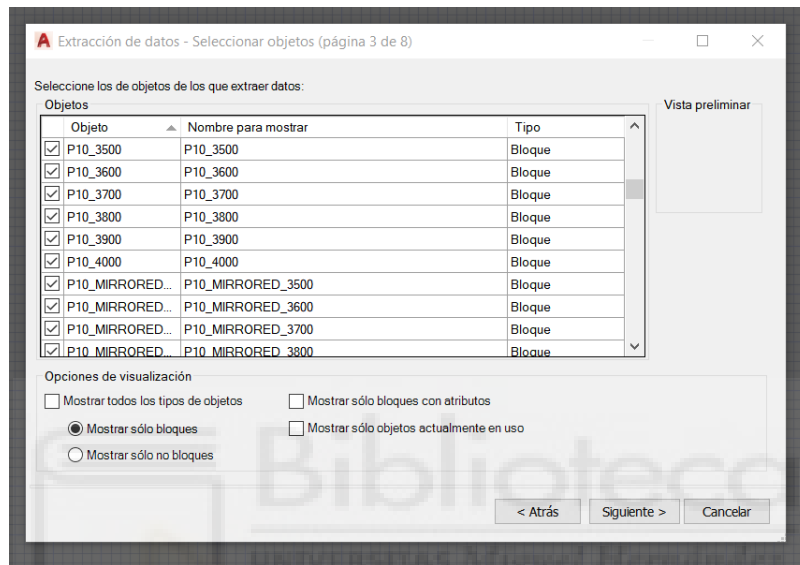 Extracción de datos - Seleccionar objetos (página 3 de 8)
Seleccione los de objetos de los que extraer datos:
Objetos
Vista preliminar
Objeto Nombre para mostrar Tipo
P10_3500 P10_3500 Bloque
P10_3600 P10_3600 Bloque
P10_3700 P10_3700 Bloque
P10_3800 P10_3800 Bloque
P10_3900 P10_3900 Bloque
P10_4000 P10_4000 Bloque
P10_MIRRORED... P10_MIRRORED_3500 Bloque
P10_MIRRORED... P10_MIRRORED_3600 Bloque
P10_MIRRORED... P10_MIRRORED_3700 Bloque
P10_MIRRORED... P10_MIRRORED_3800 Bloque
Opciones de visualización
Mostrar todos los tipos de objetos
Mostrar sólo bloques con atributos
Mostrar sólo bloques
Mostrar sólo objetos actualmente en uso
Mostrar sólo no bloques
Biblioteca
< Atrás Siguiente > Cancelar